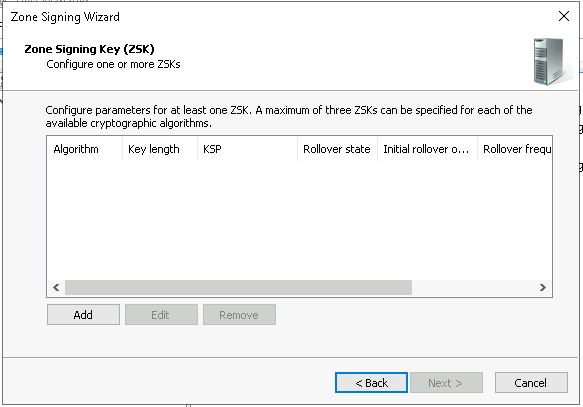 Zone Signing Wizard
Zone Signing Key (ZSK)
Configure one or more ZSKs
Configure parameters for at least one ZSK. A maximum of three ZSKs can be specified for each of the
available cryptographic algorithms.
Algorithm Key length KSP Rollover state Initial rollover o... Rollover frequ
Add Edit Remove
< Back Next > Cancel